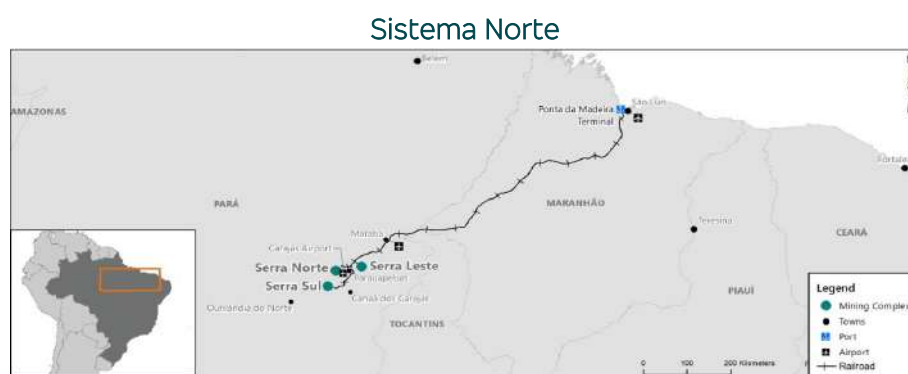 Sistema Norte
Belém
AMAZONAS
Ponta da Madeira
Terminal
São Luís
Fortale
PARÁ
MARANHÃO
Teresina
CEARÁ
Marabá
Carajás Airport
Serra Norte
Serra Leste
Parauapebas
Serra Sul
Canaã dos Carajás
Ourilândia do Norte
TOCANTINS
PIAUÍ
Legend
Mining Complex
Towns
Port
Airport
Railroad
0 100 200 Kilometers